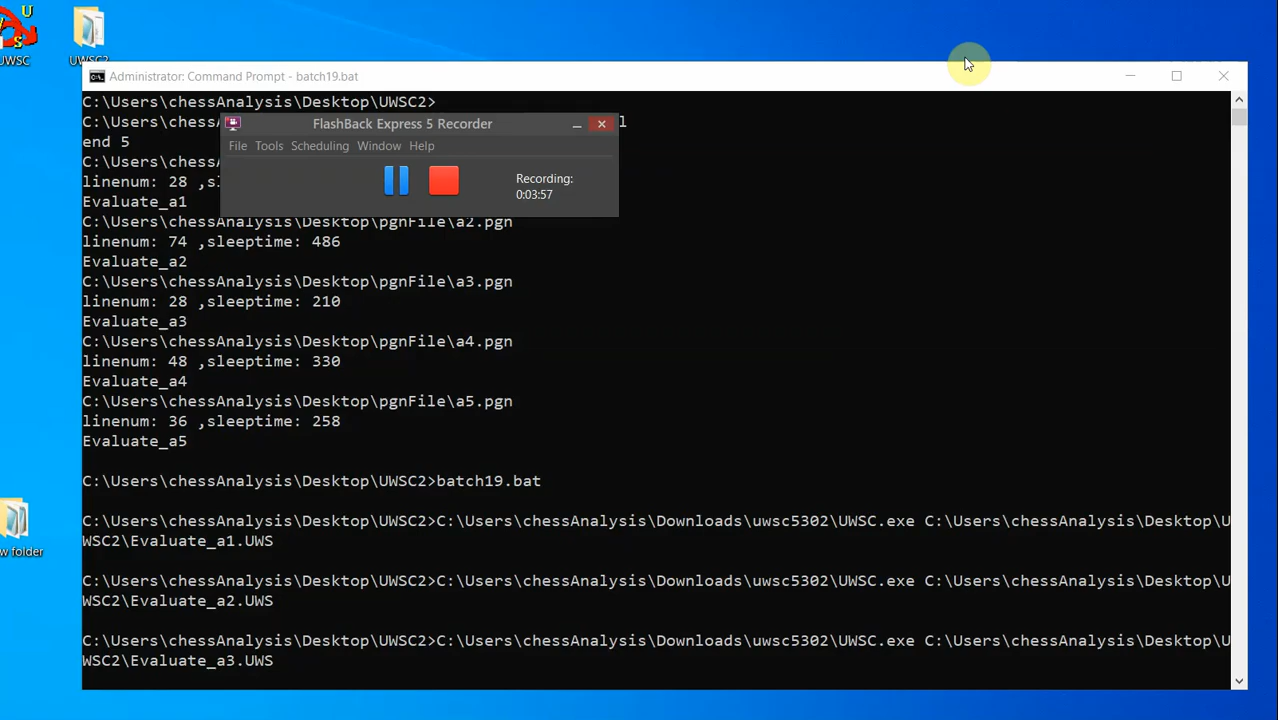 U
S
UWSC
UWSC2
Administrator: Command Prompt - batch19.bat
C:\Users\chessAnalysis\Desktop\UWSC2>
C:\Users\chessAn
l
end 5
C:\Users\chessAn
linenum: 28 ,s
Evaluate_a1
C:\Users\chessAnalysis\Desktop\pgnFile\a2.pgn
linenum: 74 ,sleeptime: 486
Evaluate_a2
C:\Users\chessAnalysis\Desktop\pgnFile\a3.pgn
linenum: 28 ,sleeptime: 210
Evaluate_a3
C:\Users\chessAnalysis\Desktop\pgnFile\a4.pgn
linenum: 48 ,sleeptime: 330
Evaluate_a4
C:\Users\chessAnalysis\Desktop\pgnFile\a5.pgn
linenum: 36 ,sleeptime: 258
Evaluate_a5
C:\Users\chessAnalysis\Desktop\UWSC2>batch19.bat
C:\Users\chessAnalysis\Desktop\UWSC2>C:\Users\chessAnalysis\Downloads\uwsc5302\UWSC.exe C:\Users\chessAnalysis\Desktop\U
WSC2\Evaluate_a1.UWS
C:\Users\chessAnalysis\Desktop\UWSC2>C:\Users\chessAnalysis\Downloads\uwsc5302\UWSC.exe C:\Users\chessAnalysis\Desktop\U
WSC2\Evaluate_a2.UWS
C:\Users\chessAnalysis\Desktop\UWSC2>C:\Users\chessAnalysis\Downloads\uwsc5302\UWSC.exe C:\Users\chessAnalysis\Desktop\U
WSC2\Evaluate_a3.UWS
FlashBack Express 5 Recorder
File Tools Scheduling Window Help
Recording:
0:03:57
w folder